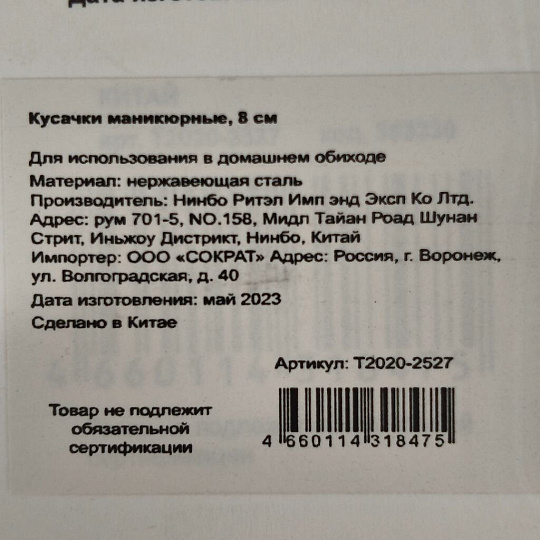 Кусачки маникюрные, 8 см
Для использования в домашнем обиходе
Материал: нержавеющая сталь
Производитель: Нинбо Ритэл Имп энд Эксп Ко Лтд.
Адрес: рум 701-5, NO.158, Мидл Тайан Роад Шунан
Стрит, Иньжоу Дистрикт, Нинбо, Китай
Импортер: ООО «СОКРАТ» Адрес: Россия, г. Воронеж,
ул. Волгоградская, д. 40
Дата изготовления: май 2023
Сделано в Китае
Артикул: T2020-2527
Товар не подлежит
обязательной
сертификации
4 660114 318475